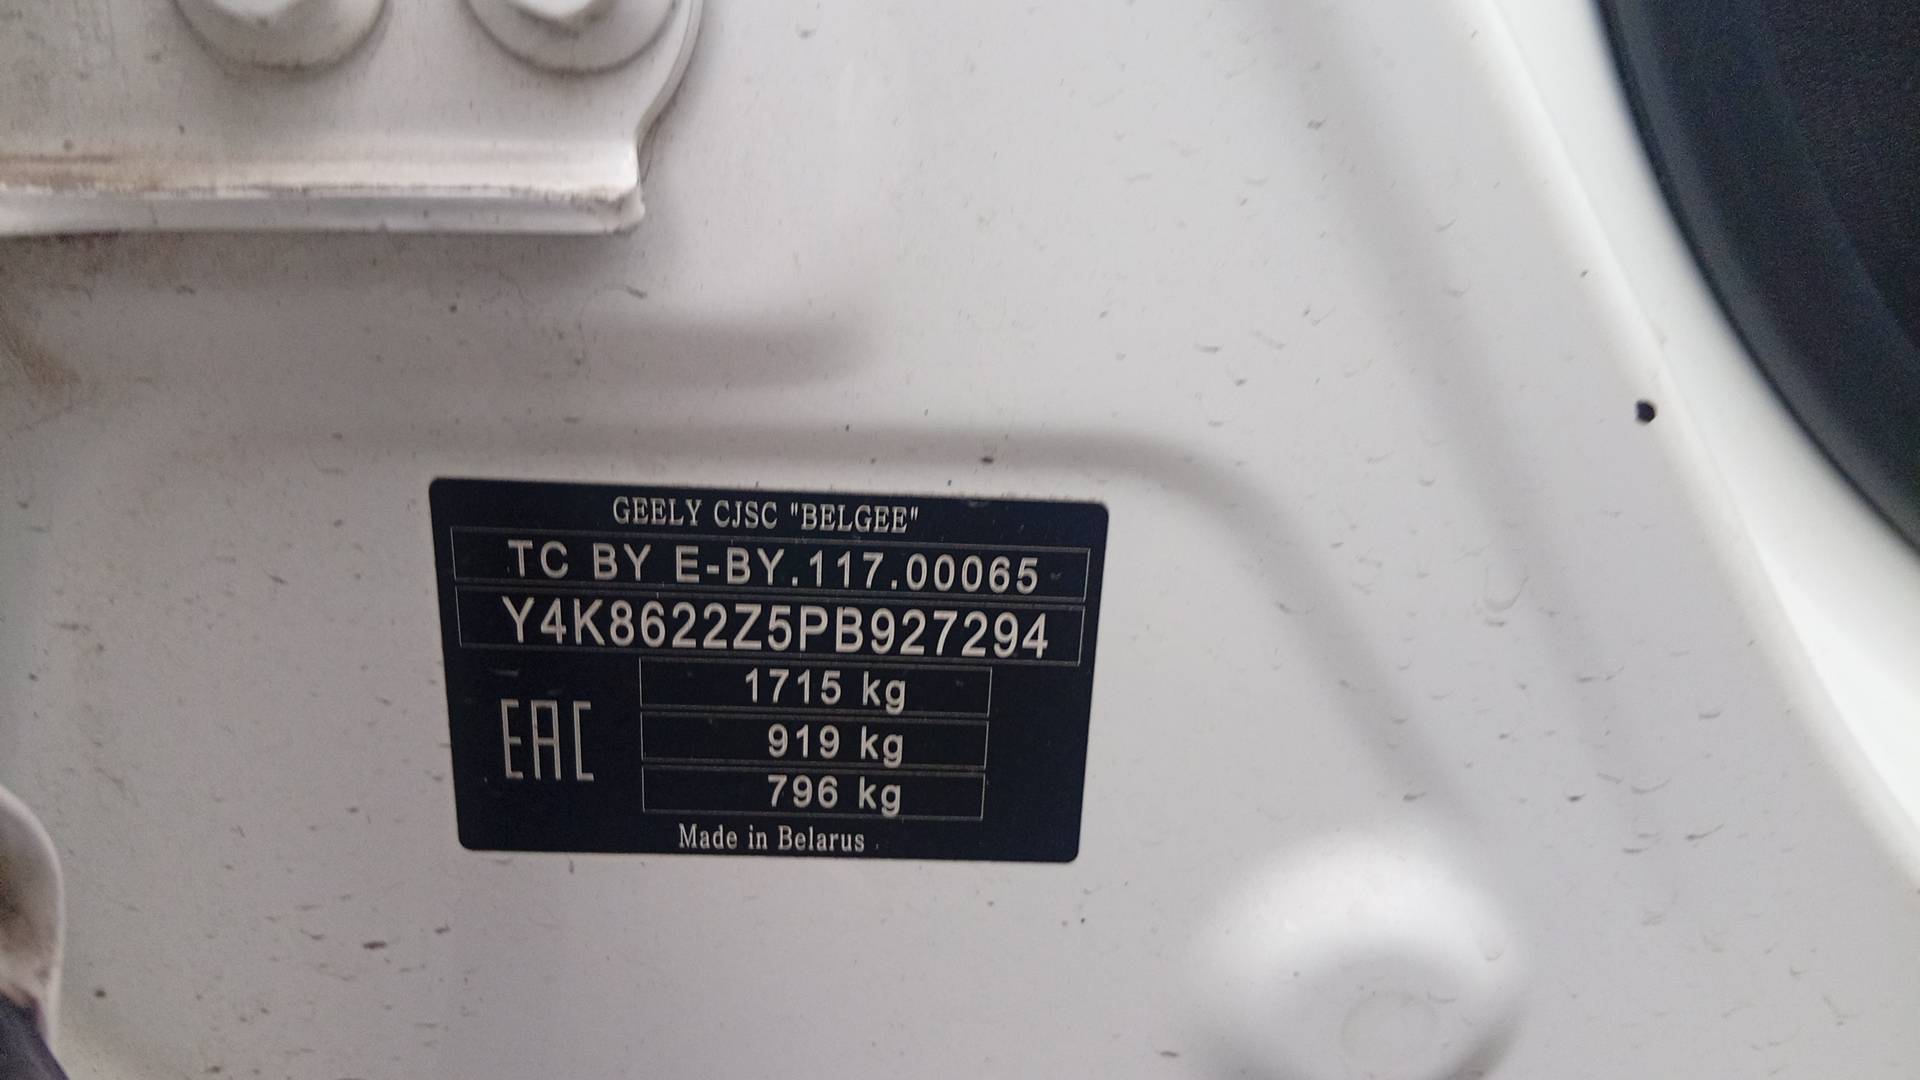 GEELY CJSC "BELGEE"
TC BY E-BY.117.00065
Y4K8622Z5PB927294
1715 kg
EAC
919 kg
796 kg
Made in Belarus